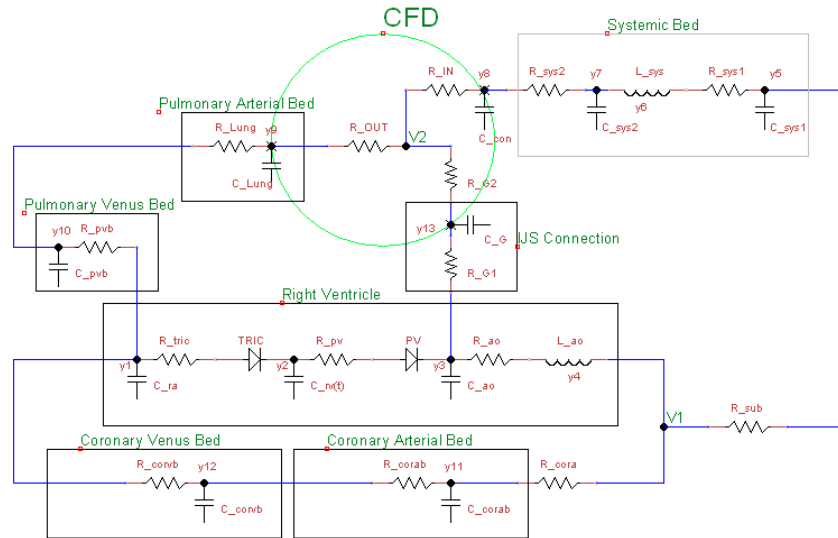 CFD
Systemic Bed
R_IN
y8
R_sys2
y7
L_sys
R_sys1
y5
y6
Pulmonary Arterial Bed
R_Lung
y9
R_OUT
V2
C_con
C_sys2
C_sys1
C_Lung
R_G2
Pulmonary Venus Bed
y10
R_pvb
y13
C_G
IJS Connection
C_pvb
R_G1
Right Ventricle
R_tric
TRIC
R_pv
PV
R_ao
L_ao
y1
y2
y3
y4
C_ra
C_rv(t)
C_ao
V1
R_sub
Coronary Venus Bed
Coronary Arterial Bed
R_corvb
y12
R_corab
y11
R_cora
C_corvb
C_corab